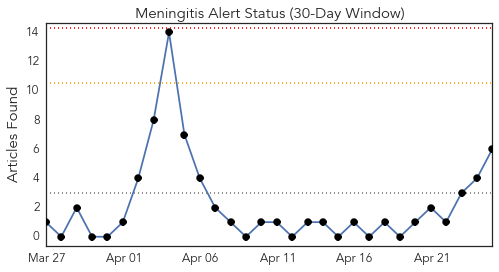 Meningitis Alert Status (30-Day Window)
Articles Found
14
12
10
8
6
4
2
0
Mar 27
Apr 01
Apr 06
Apr 11
Apr 16
Apr 21